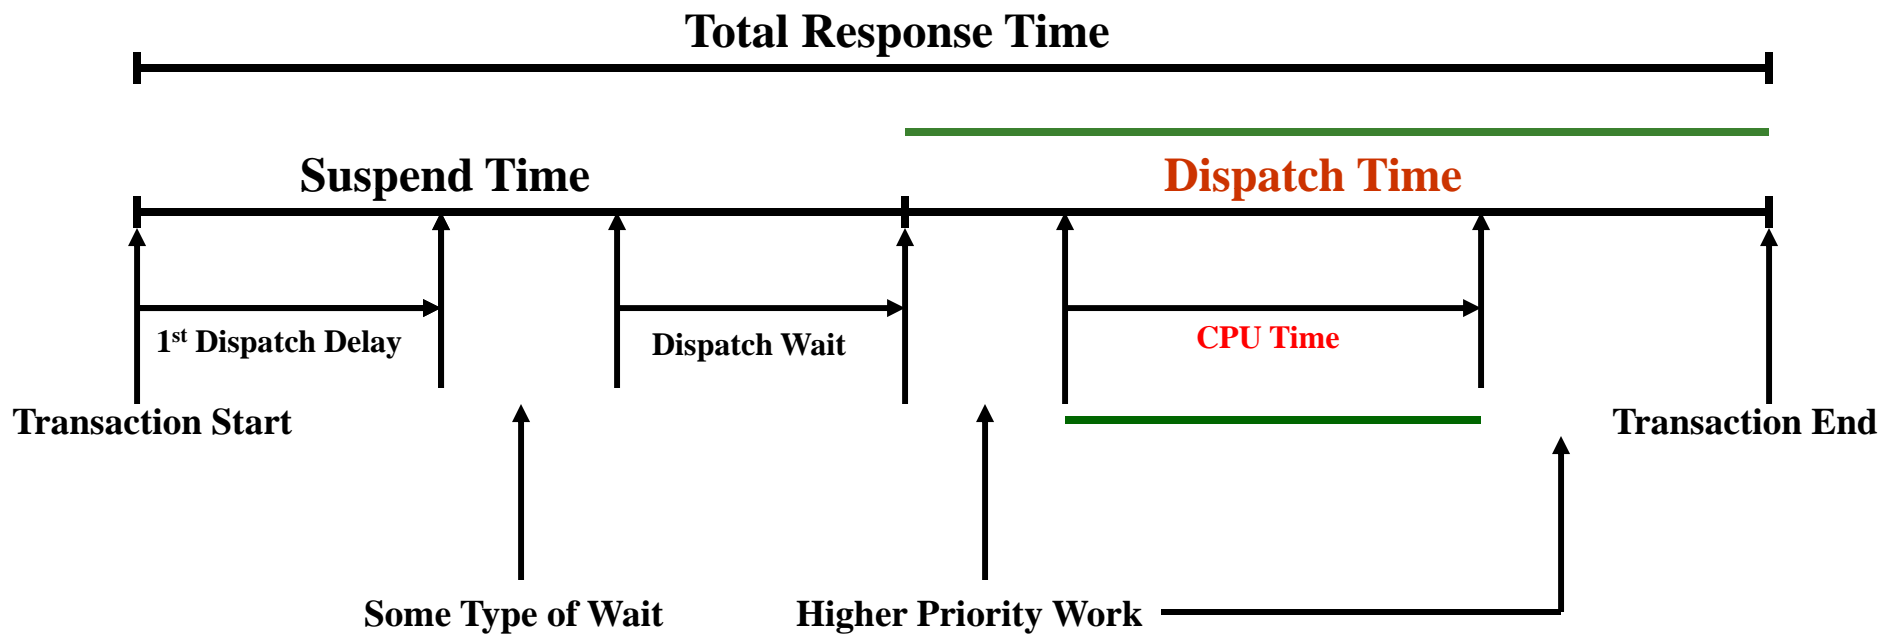 Total Response Time
Suspend Time
Dispatch Time
1st Dispatch Delay
Dispatch Wait
CPU Time
Transaction Start
Transaction End
Some Type of Wait
Higher Priority Work